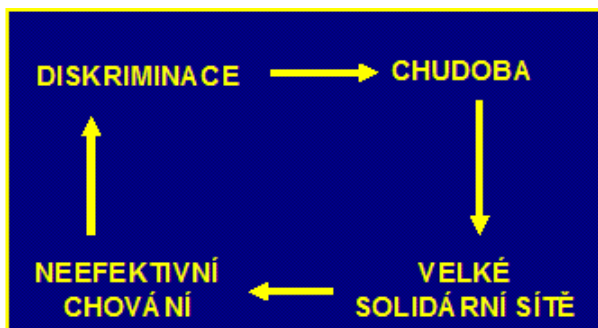 DISKRIMINACE
CHUDOBA
NEEFEKTIVNÍ
CHOVÁNÍ
VELKÉ
SOLIDÁRNÍ SÍTĚ